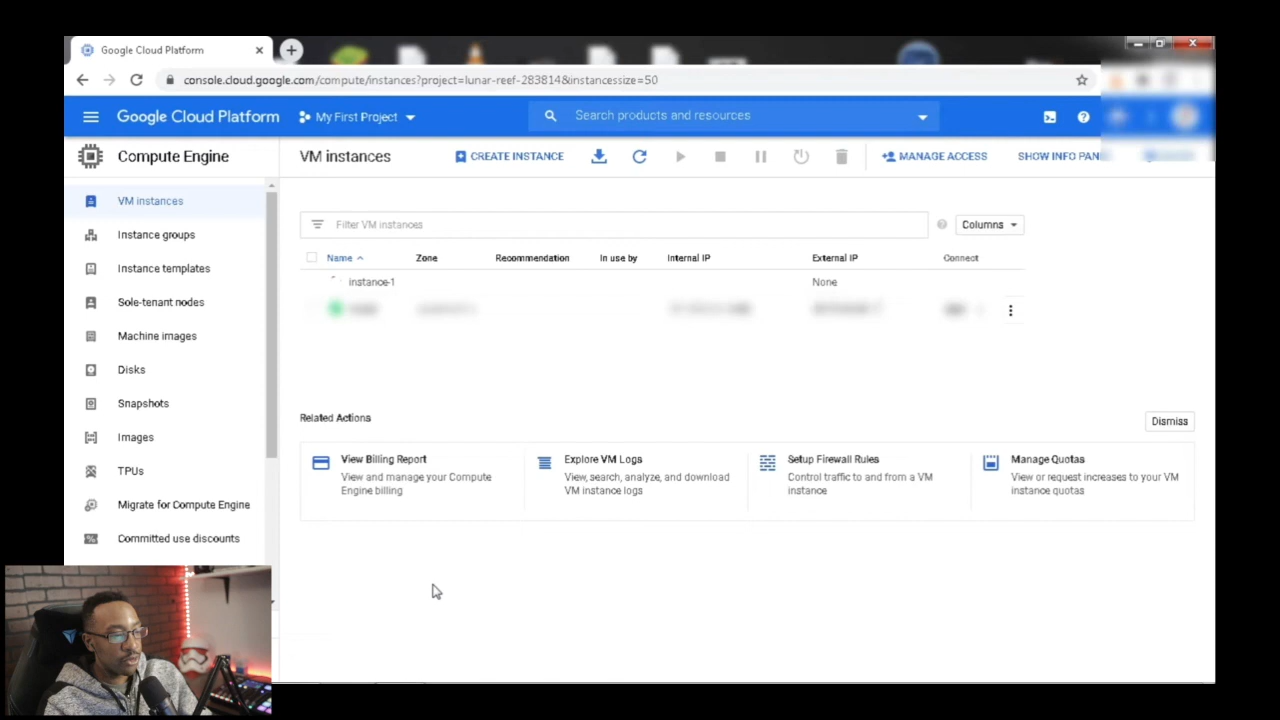 Google Cloud Platform
console.cloud.google.com/compute/instances?project=lunar-reef-283814&instancessize=50
Google Cloud Platform My First Project Search products and resources
Compute Engine VM instances CREATE INSTANCE MANAGE ACCESS SHOW INFO PAN
VM instances
Filter VM instances Columns
Instance groups
Name Zone Recommendation In use by Internal IP External IP Connect
Instance templates
instance-1 None
Sole-tenant nodes
Machine images
Disks
Snapshots
Images
TPUs
Migrate for Compute Engine
Committed use discounts
Related Actions Dismiss
View Billing Report
View and manage your Compute
Engine billing
Explore VM Logs
View, search, analyze, and download
VM instance logs
Setup Firewall Rules
Control traffic to and from a VM
instance
Manage Quotas
View or request increases to your VM
instance quotas